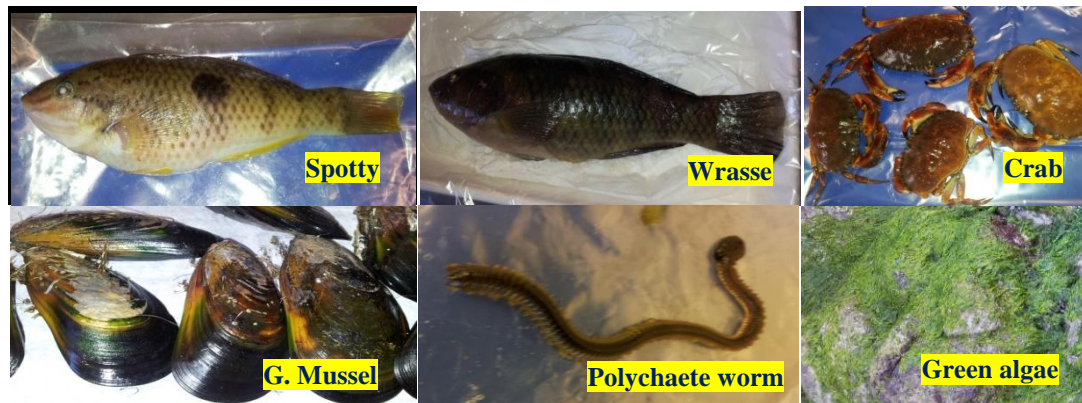 Spotty
Wrasse
Crab
G. Mussel
Polychaete worm
Green algae